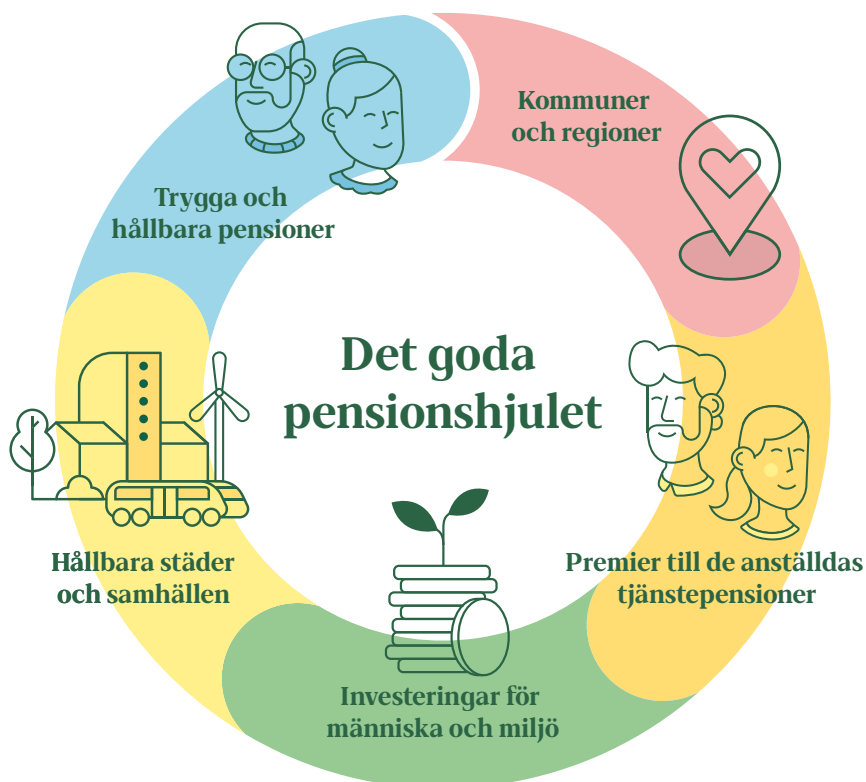 Det goda
pensionshjulet
Kommuner
och regioner
Premier till de anställdas
tjänstepensioner
Investeringar för
människa och miljö
Hållbara städer
och samhällen
Trygga och
hållbara pensioner